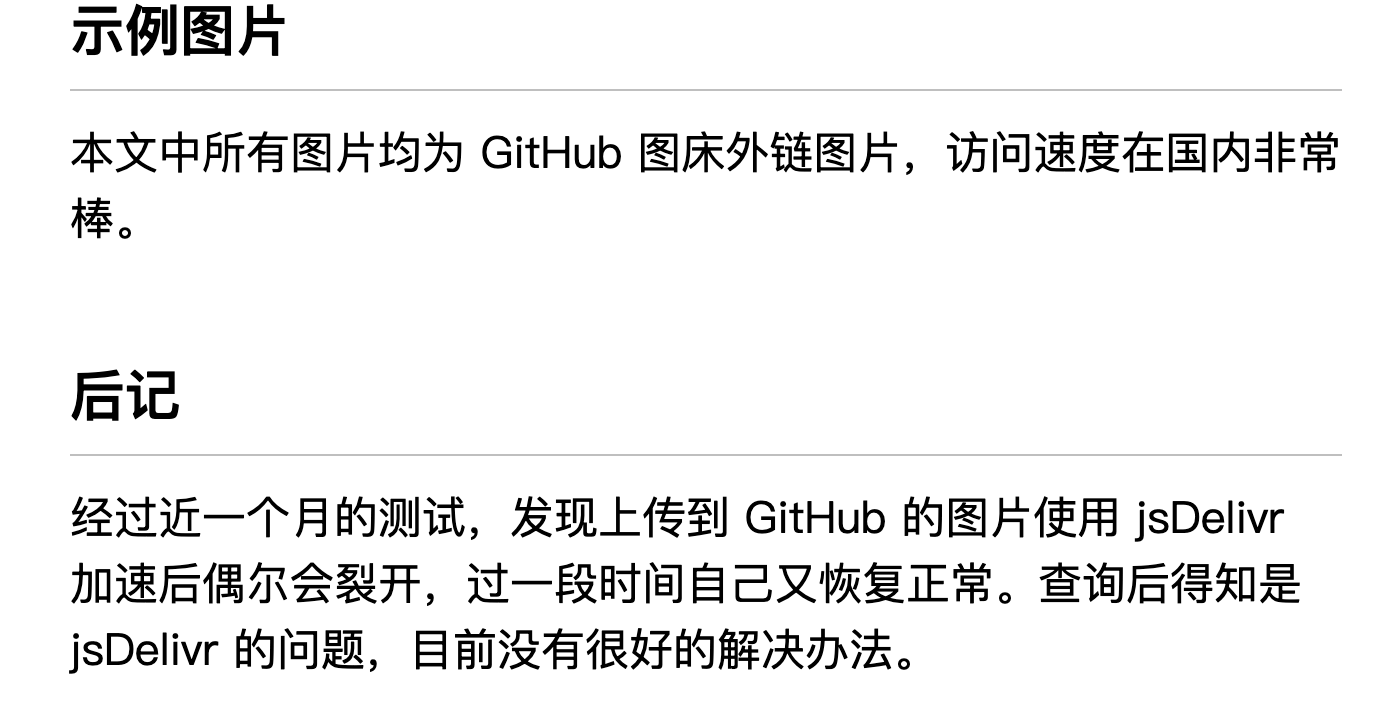 示例图片
本文中所有图片均为 GitHub 图床外链图片，访问速度在国内非常
棒。
后记
经过近一个月的测试，发现上传到 GitHub 的图片使用 jsDelivr
加速后偶尔会裂开，过一段时间自己又恢复正常。查询后得知是
jsDelivr 的问题，目前没有很好的解决办法。